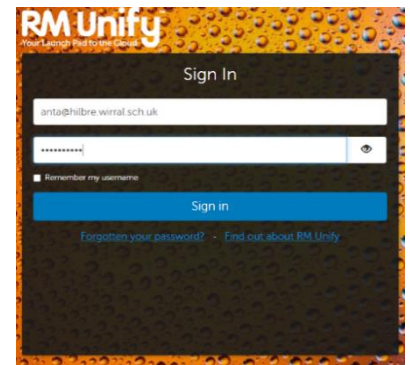 RM Unify
Your Launch Pad to the Cloud
Sign In
anta@hilbre.wirral.sch.uk
••••••••••
Remember my username
Sign in
Forgotten your password? - Find out about RM Unify